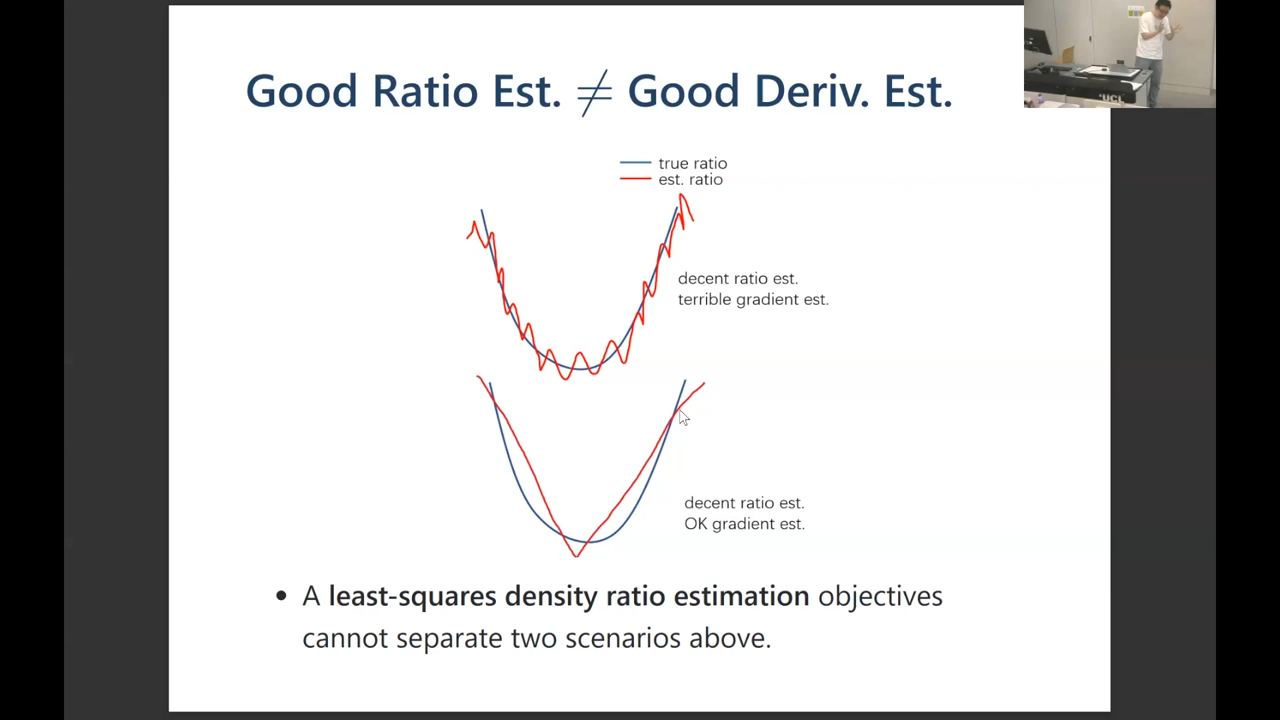 Good Ratio Est. ≠ Good Deriv. Est.
true ratio
est. ratio
decent ratio est.
terrible gradient est.
decent ratio est.
OK gradient est.
• A least-squares density ratio estimation objectives
cannot separate two scenarios above.
UCL